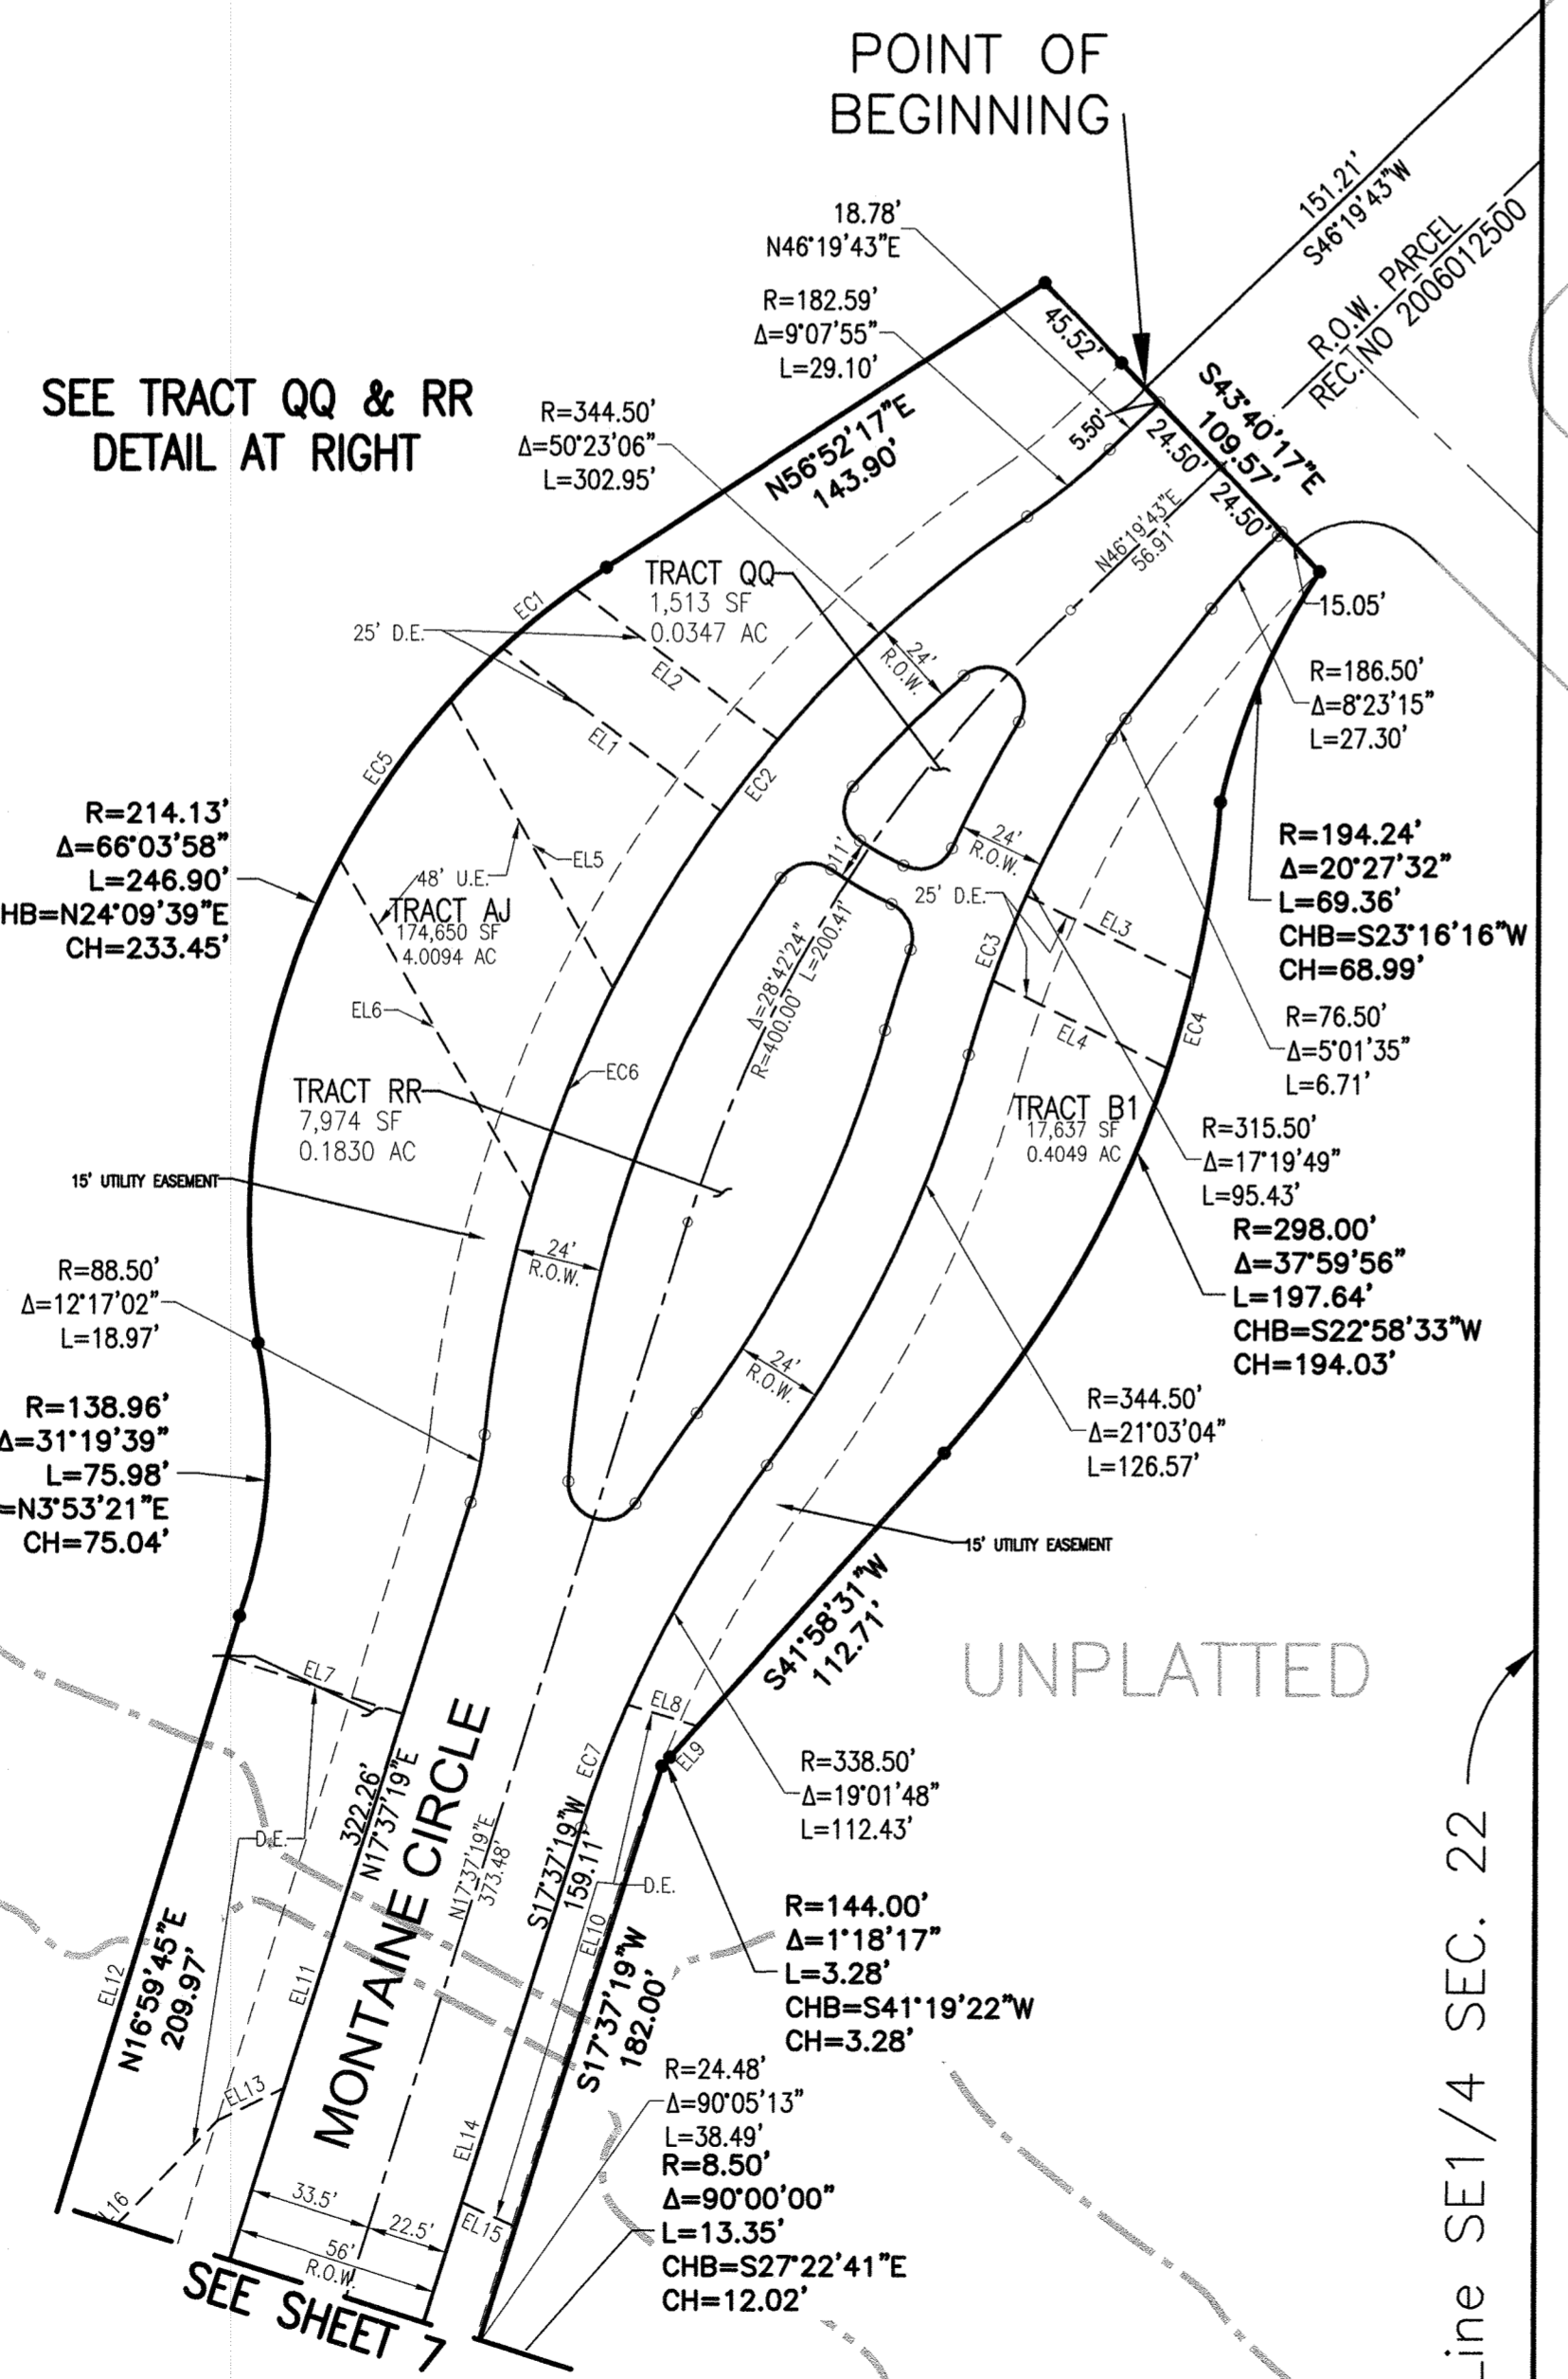 POINT OF
BEGINNING
151.21'
S46°19'43"W
R.O.W. PARCEL
REC. NO 2006012500
18.78'
N46°19'43"E
R=182.59'
Δ=9°07'55"
L=29.10'
45.52'
5.50'
S43°40'17"E
109.57'
24.50'
24.50'
15.05'
SEE TRACT QQ & RR
DETAIL AT RIGHT
R=344.50'
Δ=50°23'06"
L=302.95'
N56°52'17"E
143.90'
N46°19'43"E
56.91'
TRACT QQ
1,513 SF
0.0347 AC
EC1
25' D.E.
EL2
EL1
24'
R.O.W.
R=186.50'
Δ=8°23'15"
L=27.30'
EC5
EC2
R=214.13'
Δ=66°03'58"
L=246.90'
HB=N24°09'39"E
CH=233.45'
EL5
48' U.E.
TRACT AJ
174,650 SF
4.0094 AC
EL6
11'
24'
R.O.W.
25' D.E.
EL3
EC3
EL4
EC4
R=194.24'
Δ=20°27'32"
L=69.36'
CHB=S23°16'16"W
CH=68.99'
Δ=28°42'24"
R=400.00' L=200.41'
R=76.50'
Δ=5°01'35"
L=6.71'
EC6
TRACT RR
7,974 SF
0.1830 AC
TRACT B1
17,637 SF
0.4049 AC
R=315.50'
Δ=17°19'49"
L=95.43'
15' UTILITY EASEMENT
24'
R.O.W.
R=298.00'
Δ=37°59'56"
L=197.64'
CHB=S22°58'33"W
CH=194.03'
R=88.50'
Δ=12°17'02"
L=18.97'
24'
R.O.W.
R=344.50'
Δ=21°03'04"
L=126.57'
R=138.96'
Δ=31°19'39"
L=75.98'
=N3°53'21"E
CH=75.04'
15' UTILITY EASEMENT
S41°58'31"W
112.71'
UNPLATTED
EL7
EL8
EL9
EC7
R=338.50'
Δ=19°01'48"
L=112.43'
322.26'
N17°37'19"E
MONTAINE CIRCLE
N17°37'19"E
373.48'
S17°37'19"W
159.11'
D.E.
D.E.
EL10
S17°37'19"W
182.00'
R=144.00'
Δ=1°18'17"
L=3.28'
CHB=S41°19'22"W
CH=3.28'
EL12
N16°59'45"E
209.97'
EL11
EL13
EL14
R=24.48'
Δ=90°05'13"
L=38.49'
R=8.50'
Δ=90°00'00"
L=13.35'
CHB=S27°22'41"E
CH=12.02'
L16
33.5'
22.5'
EL15
56'
R.O.W.
SEE SHEET 7
Line SE1/4 SEC. 22